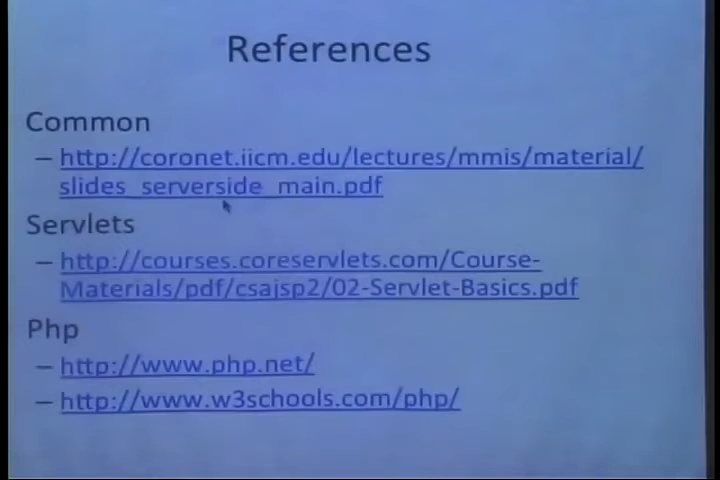 References
Common
– http://coronet.iicm.edu/lectures/mmis/material/
slides_serverside_main.pdf
Servlets
– http://courses.coreservlets.com/Course-
Materials/pdf/csajsp2/02-Servlet-Basics.pdf
Php
– http://www.php.net/
– http://www.w3schools.com/php/